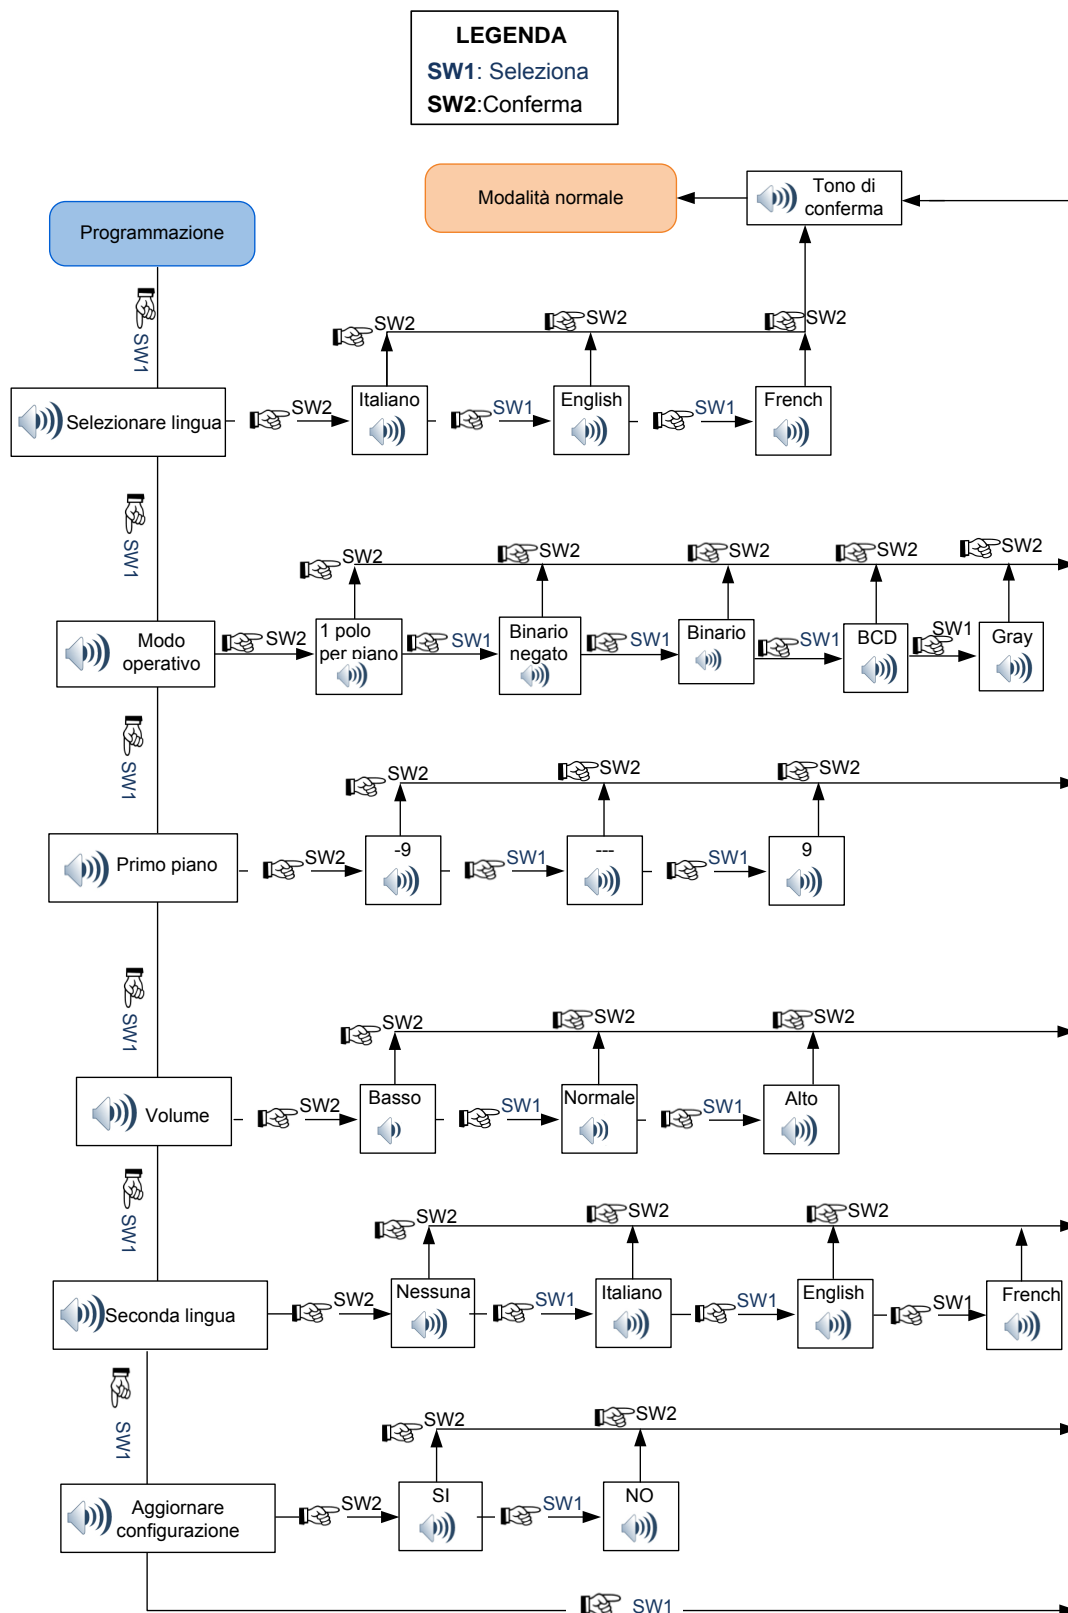 LEGENDA
SW1: Seleziona
SW2:Conferma
Modalità normale
Tono di
conferma
Programmazione
SW1
SW2
SW2
SW2
Selezionare lingua
SW2
Italiano
SW1
English
SW1
French
SW1
SW2
SW2
SW2
SW2
SW2
Modo
operativo
SW2
1 polo
per piano
SW1
Binario
negato
SW1
Binario
SW1
BCD
SW1
Gray
SW1
SW2
SW2
SW2
Primo piano
SW2
-9
SW1
---
SW1
9
SW1
SW2
SW2
SW2
Volume
SW2
Basso
SW1
Normale
SW1
Alto
SW1
SW2
SW2
SW2
Seconda lingua
SW2
Nessuna
SW1
Italiano
SW1
English
SW1
French
SW1
SW2
SW2
Aggiornare
configurazione
SW2
SI
SW1
NO
SW1